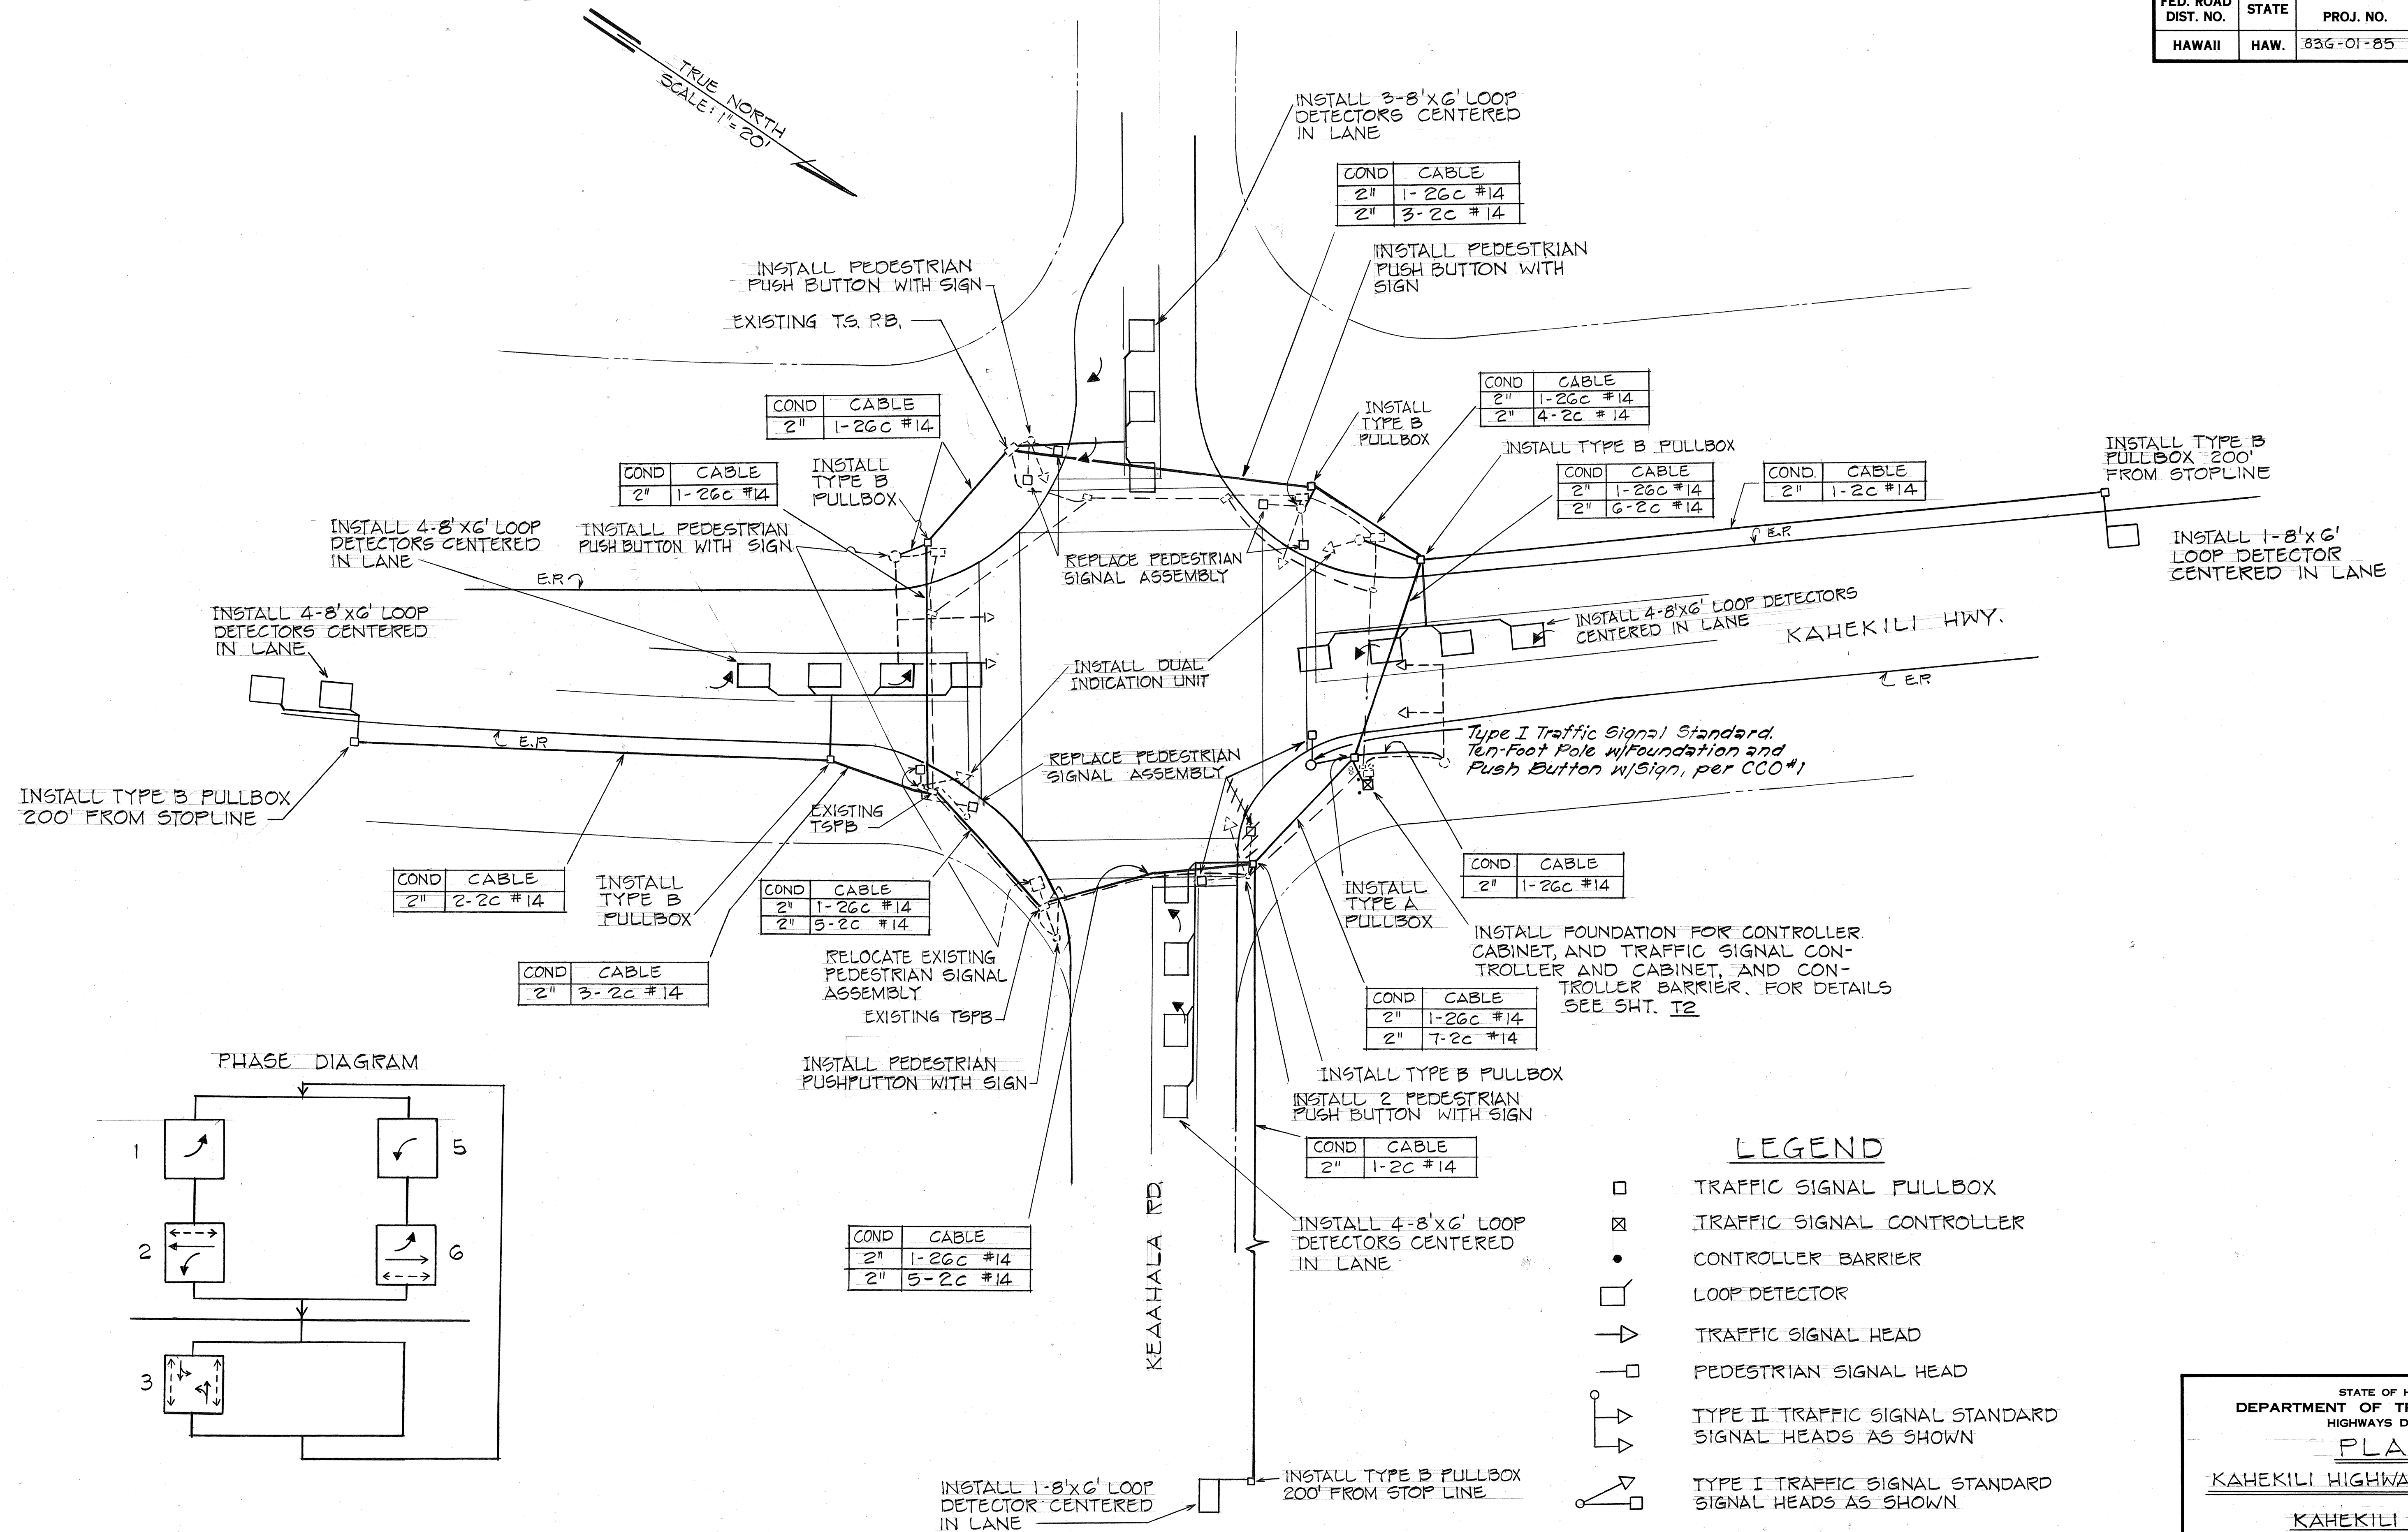 FED. ROAD
DIST. NO.
STATE
PROJ. NO.
HAWAII
HAW.
83G-01-85
TRUE NORTH
SCALE: 1" = 20'
INSTALL 3-8'X6' LOOP
DETECTORS CENTERED
IN LANE
COND CABLE
2" 1-26C #14
2" 3-2C #14
INSTALL PEDESTRIAN
PUSH BUTTON WITH SIGN
EXISTING T.S. P.B.
INSTALL PEDESTRIAN
PUSH BUTTON WITH
SIGN
COND CABLE
2" 1-26C #14
INSTALL
TYPE B
PULLBOX
COND CABLE
2" 1-26C #14
2" 4-2C #14
INSTALL TYPE B PULLBOX
COND CABLE
2" 1-26C #14
2" 6-2C #14
COND. CABLE
2" 1-2C #14
INSTALL TYPE B
PULLBOX 200'
FROM STOPLINE
COND CABLE
2" 1-26C #14
INSTALL
TYPE B
PULLBOX
INSTALL 4-8'X6' LOOP
DETECTORS CENTERED
IN LANE
INSTALL PEDESTRIAN
PUSH BUTTON WITH SIGN
REPLACE PEDESTRIAN
SIGNAL ASSEMBLY
E.P.
INSTALL 1-8'X6'
LOOP DETECTOR
CENTERED IN LANE
E.P.
INSTALL 4-8'X6' LOOP
DETECTORS CENTERED
IN LANE
INSTALL 4-8'X6' LOOP DETECTORS
CENTERED IN LANE
KAHEKILI HWY.
INSTALL DUAL
INDICATION UNIT
E.P.
E.P.
Type I Traffic Signal Standard.
Ten-Foot Pole w/Foundation and
Push Button w/Sign, per CCO #1
REPLACE PEDESTRIAN
SIGNAL ASSEMBLY
INSTALL TYPE B PULLBOX
200' FROM STOPLINE
EXISTING
TSPB
COND CABLE
2" 2-2C #14
INSTALL
TYPE B
PULLBOX
COND CABLE
2" 1-26C #14
2" 5-2C #14
INSTALL
TYPE A
PULLBOX
COND CABLE
2" 1-26C #14
COND CABLE
2" 3-2C #14
RELOCATE EXISTING
PEDESTRIAN SIGNAL
ASSEMBLY
EXISTING TSPB
INSTALL FOUNDATION FOR CONTROLLER
CABINET, AND TRAFFIC SIGNAL CON-
TROLLER AND CABINET, AND CON-
TROLLER BARRIER. FOR DETAILS
SEE SHT. T2
COND. CABLE
2" 1-26C #14
2" 7-2C #14
INSTALL PEDESTRIAN
PUSHPUTTON WITH SIGN
INSTALL TYPE B PULLBOX
INSTALL 2 PEDESTRIAN
PUSH BUTTON WITH SIGN
COND CABLE
2" 1-2C #14
PHASE DIAGRAM
1
5
2
6
3
COND CABLE
2" 1-26C #14
2" 5-2C #14
KEAAHALA RD.
INSTALL 4-8'X6' LOOP
DETECTORS CENTERED
IN LANE
INSTALL 1-8'X6' LOOP
DETECTOR CENTERED
IN LANE
INSTALL TYPE B PULLBOX
200' FROM STOP LINE
LEGEND
TRAFFIC SIGNAL PULLBOX
TRAFFIC SIGNAL CONTROLLER
CONTROLLER BARRIER
LOOP DETECTOR
TRAFFIC SIGNAL HEAD
PEDESTRIAN SIGNAL HEAD
TYPE II TRAFFIC SIGNAL STANDARD
SIGNAL HEADS AS SHOWN
TYPE I TRAFFIC SIGNAL STANDARD
SIGNAL HEADS AS SHOWN
STATE OF
DEPARTMENT OF
HIGHWAYS
KAHEKILI
KAHEKILI